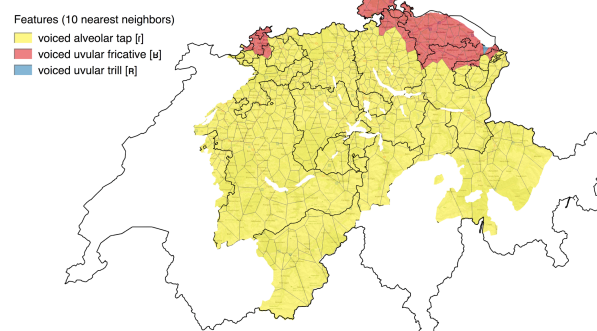 Features (10 nearest neighbors)
voiced alveolar tap [ɾ]
voiced uvular fricative [ʁ]
voiced uvular trill [ʀ]